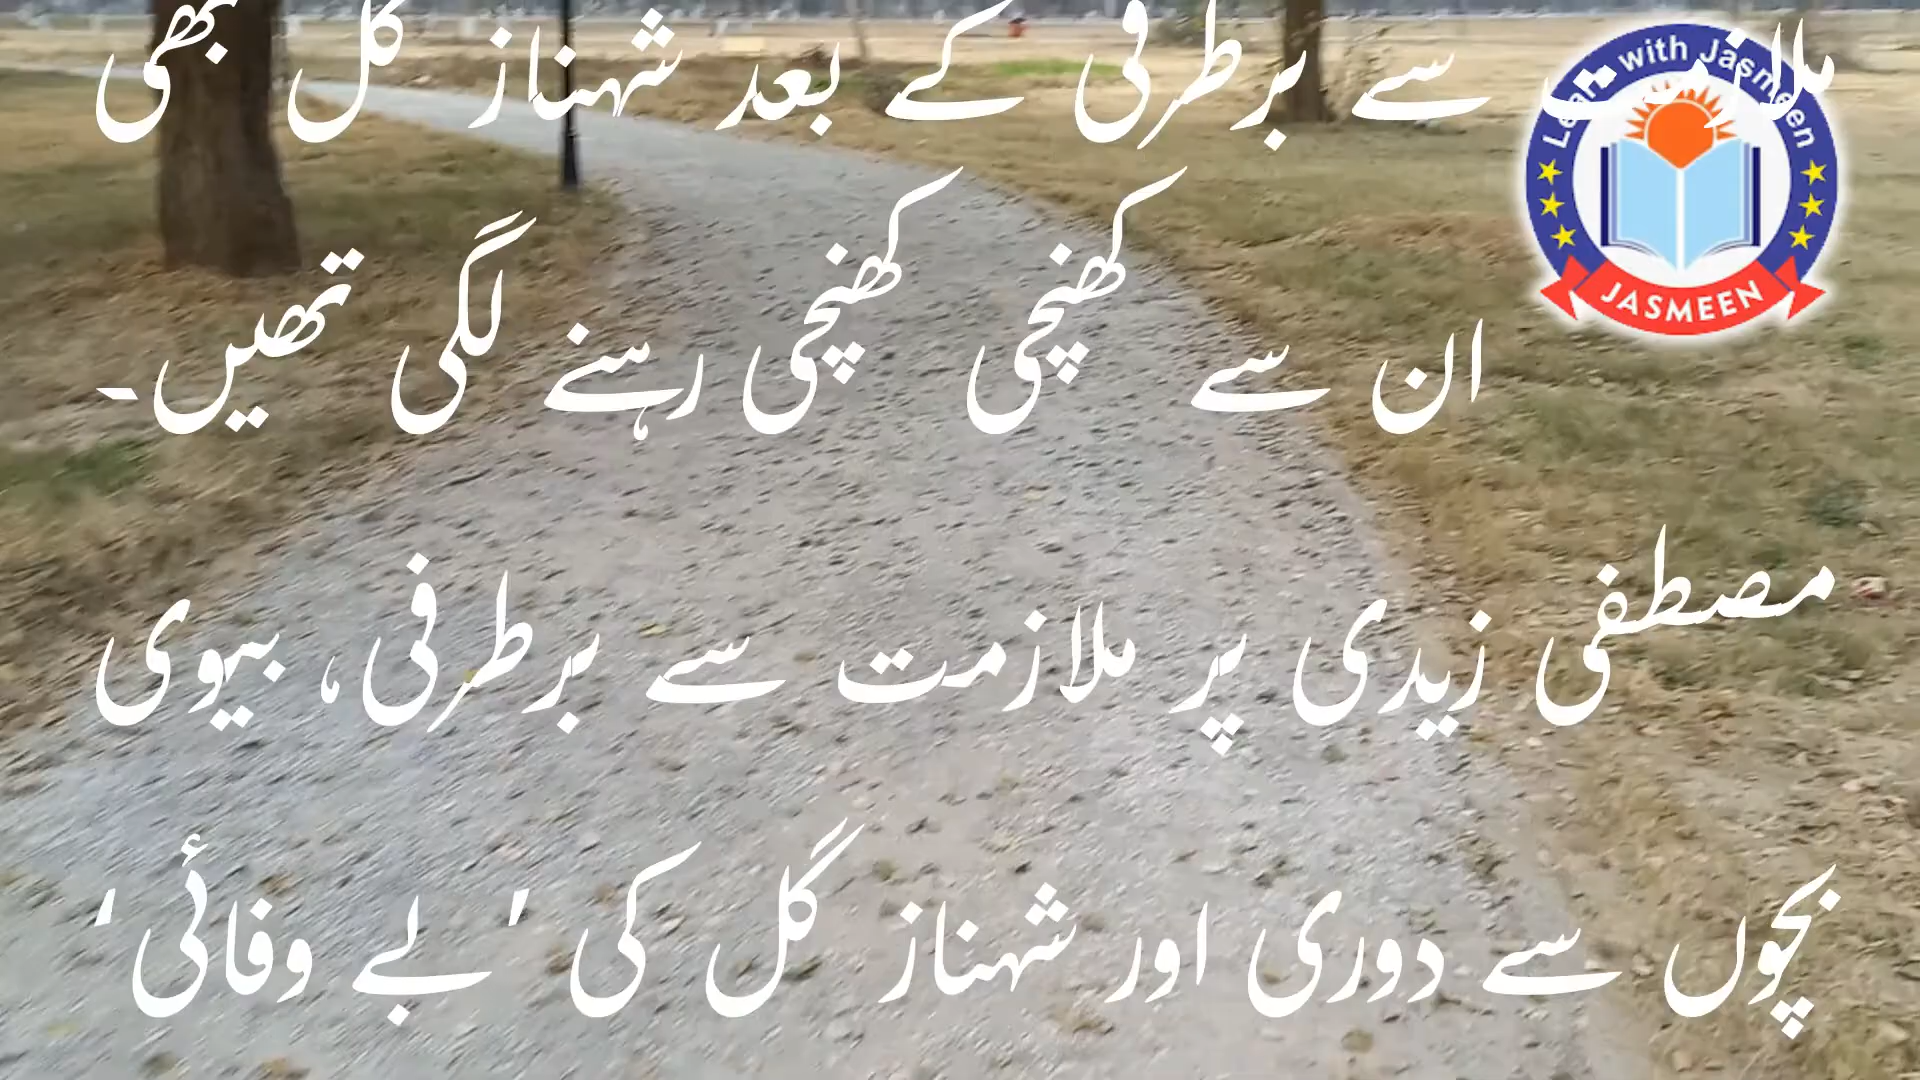 ملازمت سے برطرفی کے بعد شہناز گل بھی
ان سے کھنچی کھنچی رہنے لگی تھیں۔
مصطفی زیدی پر ملازمت سے برطرفی، بیوی
بچوں سے دوری اور شہناز گل کی ’بے وفائی‘
Learn with Jasmeen
JASMEEN